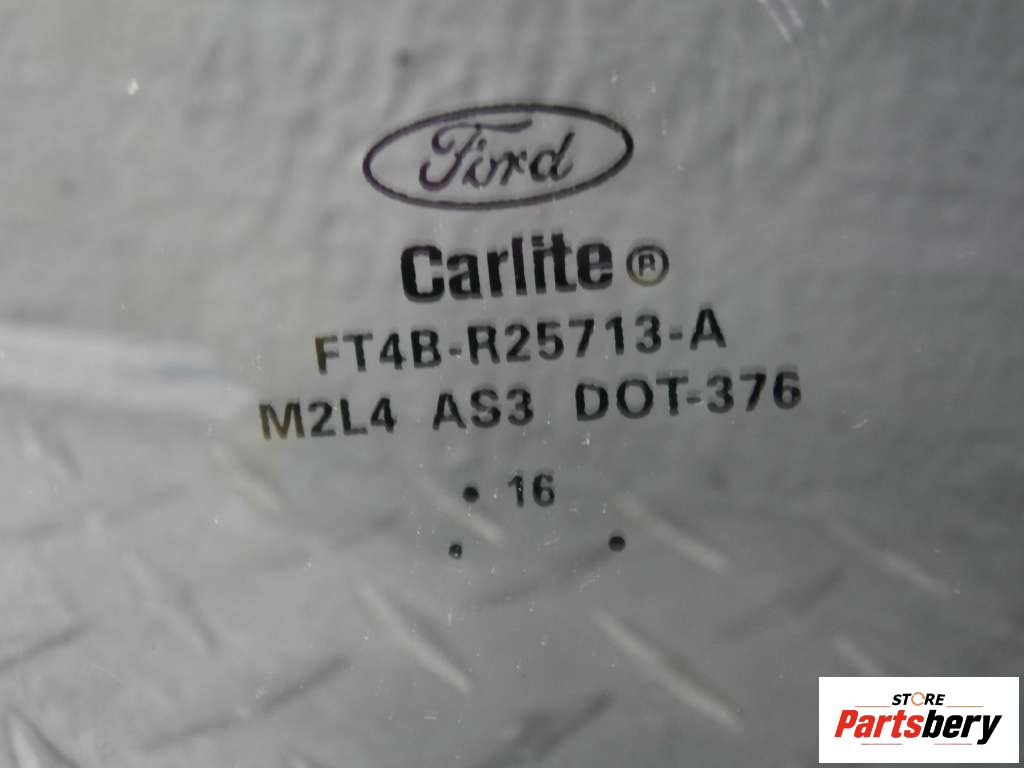 Ford
Carlite ®
FT4B-R25713-A
M2L4 AS3 DOT-376
• 16
• •
STORE
Partsbery